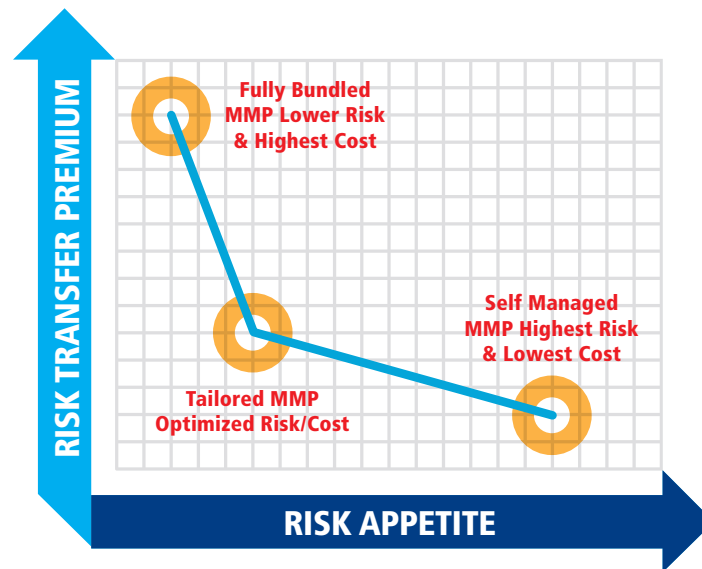 RISK TRANSFER PREMIUM
Fully Bundled
MMP Lower Risk
& Highest Cost
Self Managed
MMP Highest Risk
& Lowest Cost
Tailored MMP
Optimized Risk/Cost
RISK APPETITE